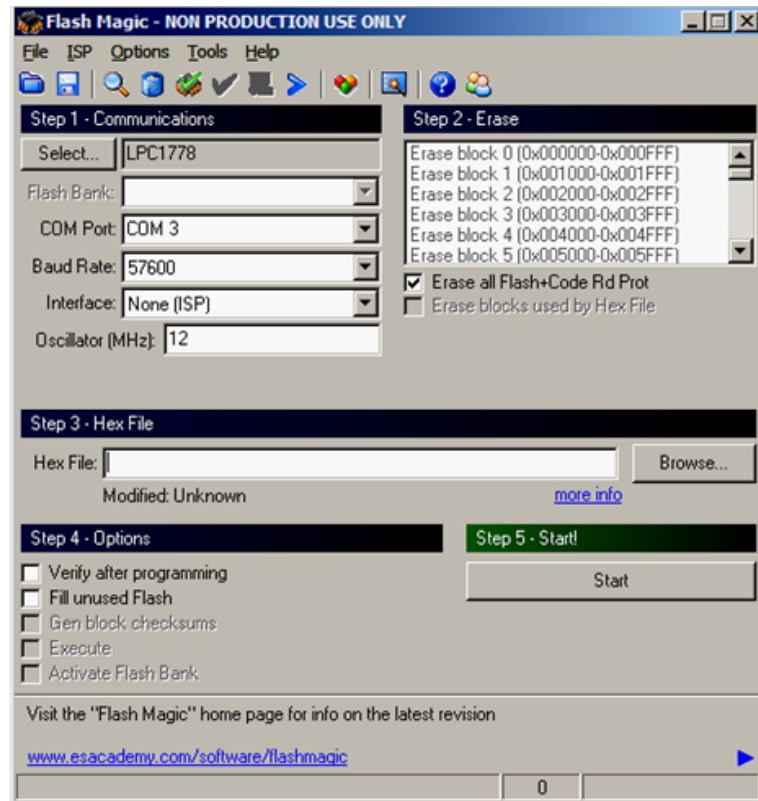 Flash Magic - NON PRODUCTION USE ONLY
File ISP Options Tools Help
Step 1 - Communications
Select... LPC1778
Flash Bank:
COM Port: COM 3
Baud Rate: 57600
Interface: None (ISP)
Oscillator (MHz): 12
Step 2 - Erase
Erase block 0 (0x000000-0x000FFF)
Erase block 1 (0x001000-0x001FFF)
Erase block 2 (0x002000-0x002FFF)
Erase block 3 (0x003000-0x003FFF)
Erase block 4 (0x004000-0x004FFF)
Erase block 5 (0x005000-0x005FFF)
Erase all Flash+Code Rd Prot
Erase blocks used by Hex File
Step 3 - Hex File
Hex File: Browse...
Modified: Unknown more info
Step 4 - Options
Verify after programming
Fill unused Flash
Gen block checksums
Execute
Activate Flash Bank
Step 5 - Start!
Start
Visit the "Flash Magic" home page for info on the latest revision
www.esacademy.com/software/flashmagic
0